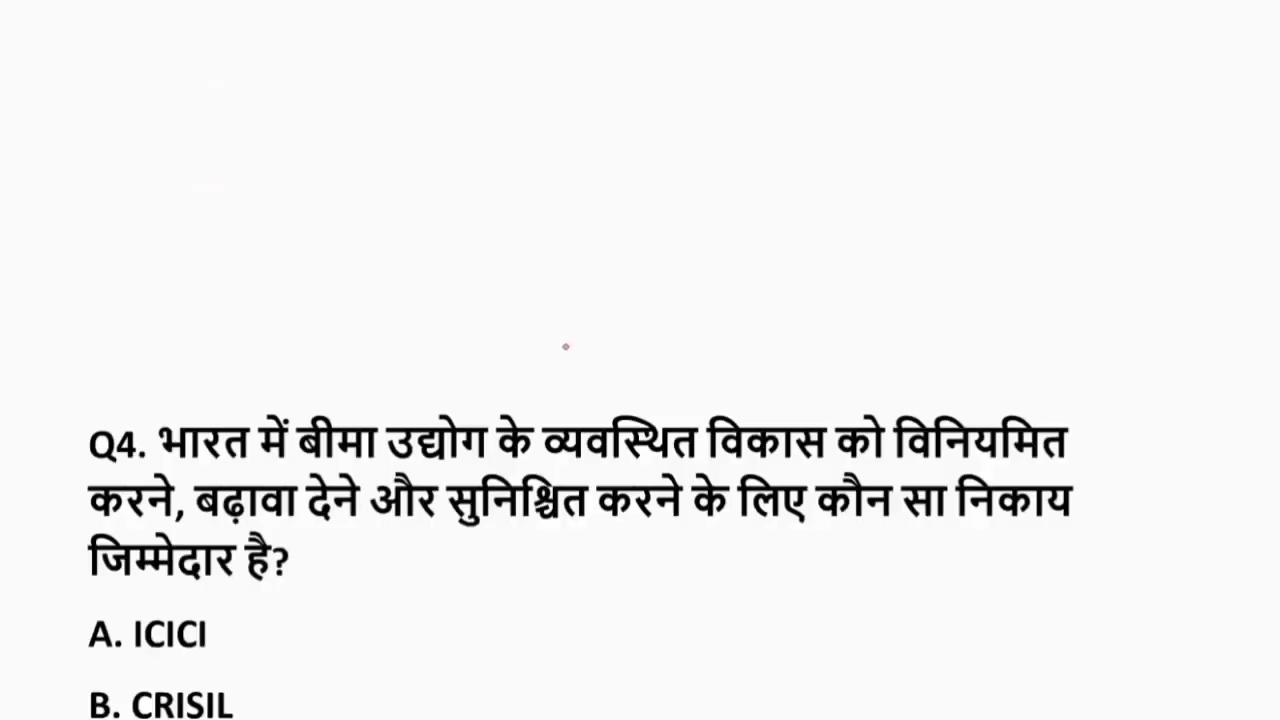 Q4. भारत में बीमा उद्योग के व्यवस्थित विकास को विनियमित
करने, बढ़ावा देने और सुनिश्चित करने के लिए कौन सा निकाय
जिम्मेदार है?
A. ICICI
B. CRISIL